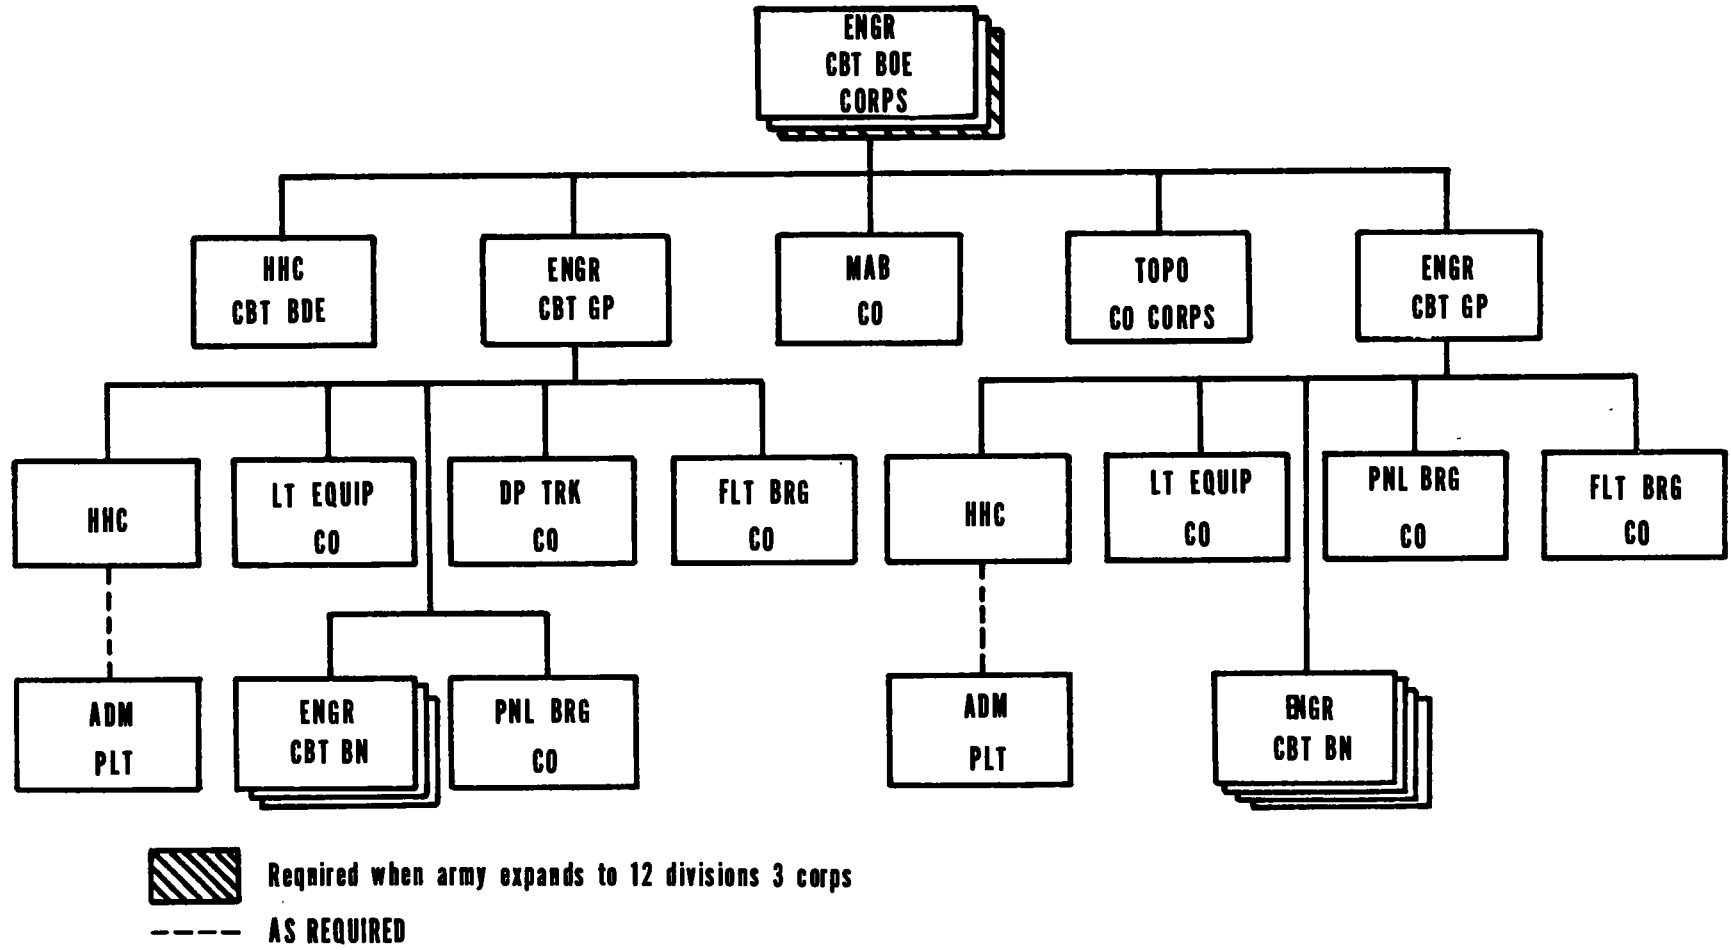 ENGR
CBT BOE
CORPS
HHC
CBT BDE
ENGR
CBT GP
MAB
CO
TOPO
CO CORPS
ENGR
CBT GP
HHC
LT EQUIP
CO
DP TRK
CO
FLT BRG
CO
HHC
LT EQUIP
CO
PNL BRG
CO
FLT BRG
CO
ADM
PLT
ENGR
CBT BN
PNL BRG
CO
ADM
PLT
ENGR
CBT BN
Required when army expands to 12 divisions 3 corps
AS REQUIRED